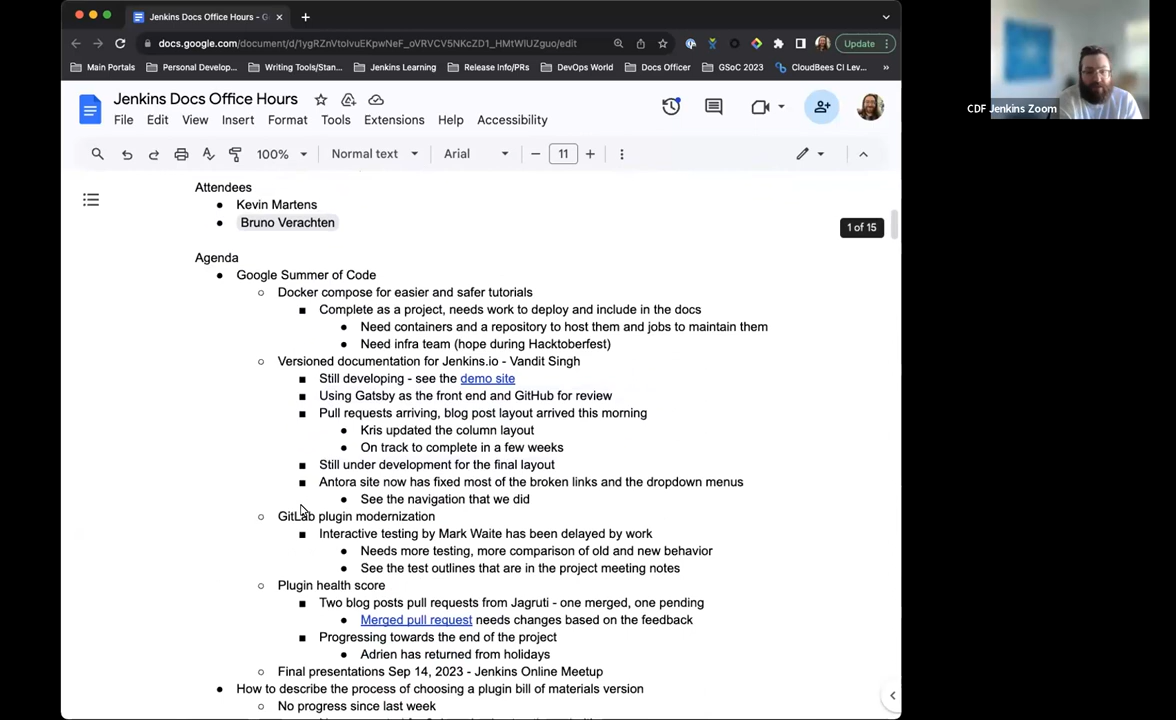 Jenkins Docs Office Hours - G
docs.google.com/document/d/1ygRZnVtoIvuEKpwNeF_oVRVCV5NKcZD1_HMtWIUZguo/edit
Update
Main Portals
Personal Develop...
Writing Tools/Stan...
Jenkins Learning
Release Info/PRs
DevOps World
Docs Officer
GSoC 2023
CloudBees CI Lev...
»
Jenkins Docs Office Hours
File Edit View Insert Format Tools Extensions Help Accessibility
100% Normal text Arial 11
Attendees
Kevin Martens
Bruno Verachten
1 of 15
Agenda
Google Summer of Code
Docker compose for easier and safer tutorials
Complete as a project, needs work to deploy and include in the docs
Need containers and a repository to host them and jobs to maintain them
Need infra team (hope during Hacktoberfest)
Versioned documentation for Jenkins.io - Vandit Singh
Still developing - see the demo site
Using Gatsby as the front end and GitHub for review
Pull requests arriving, blog post layout arrived this morning
Kris updated the column layout
On track to complete in a few weeks
Still under development for the final layout
Antora site now has fixed most of the broken links and the dropdown menus
See the navigation that we did
GitLab plugin modernization
Interactive testing by Mark Waite has been delayed by work
Needs more testing, more comparison of old and new behavior
See the test outlines that are in the project meeting notes
Plugin health score
Two blog posts pull requests from Jagruti - one merged, one pending
Merged pull request needs changes based on the feedback
Progressing towards the end of the project
Adrien has returned from holidays
Final presentations Sep 14, 2023 - Jenkins Online Meetup
How to describe the process of choosing a plugin bill of materials version
No progress since last week
CDF Jenkins Zoom